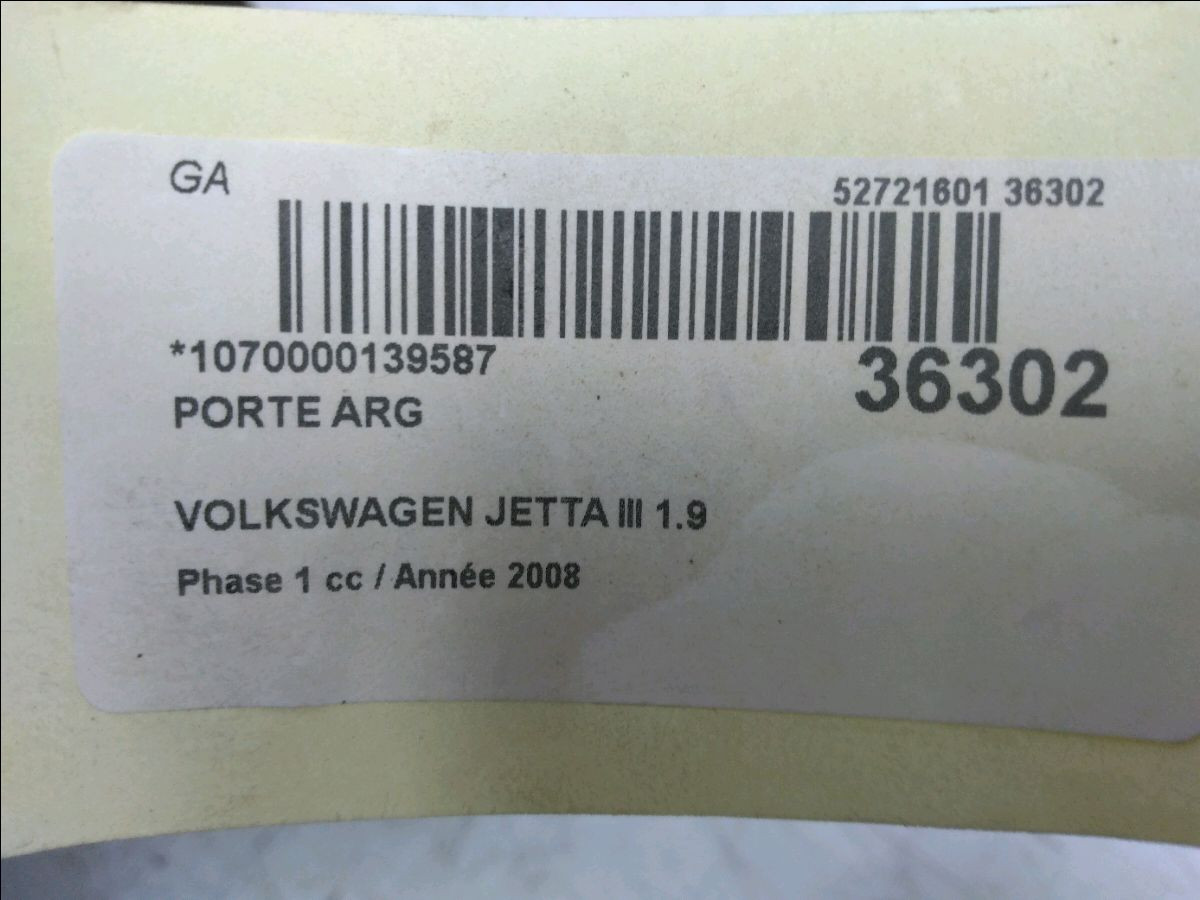 GA
52721601 36302
*1070000139587
36302
PORTE ARG
VOLKSWAGEN JETTA III 1.9
Phase 1 cc / Année 2008